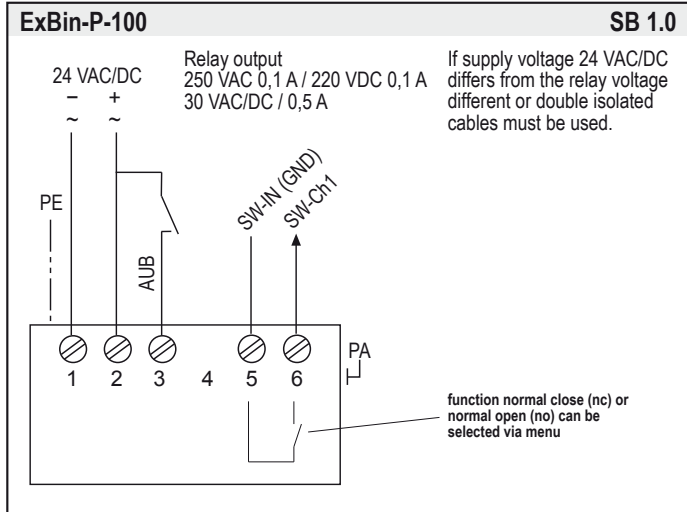 ExBin-P-100
SB 1.0
24 VAC/DC
– +
~ ~
Relay output
250 VAC 0,1 A / 220 VDC 0,1 A
30 VAC/DC / 0,5 A
If supply voltage 24 VAC/DC
differs from the relay voltage
different or double isolated
cables must be used.
PE
AUB
SW-IN (GND)
SW-Ch1
PA
1 2 3 4 5 6
function normal close (nc) or
normal open (no) can be
selected via menu